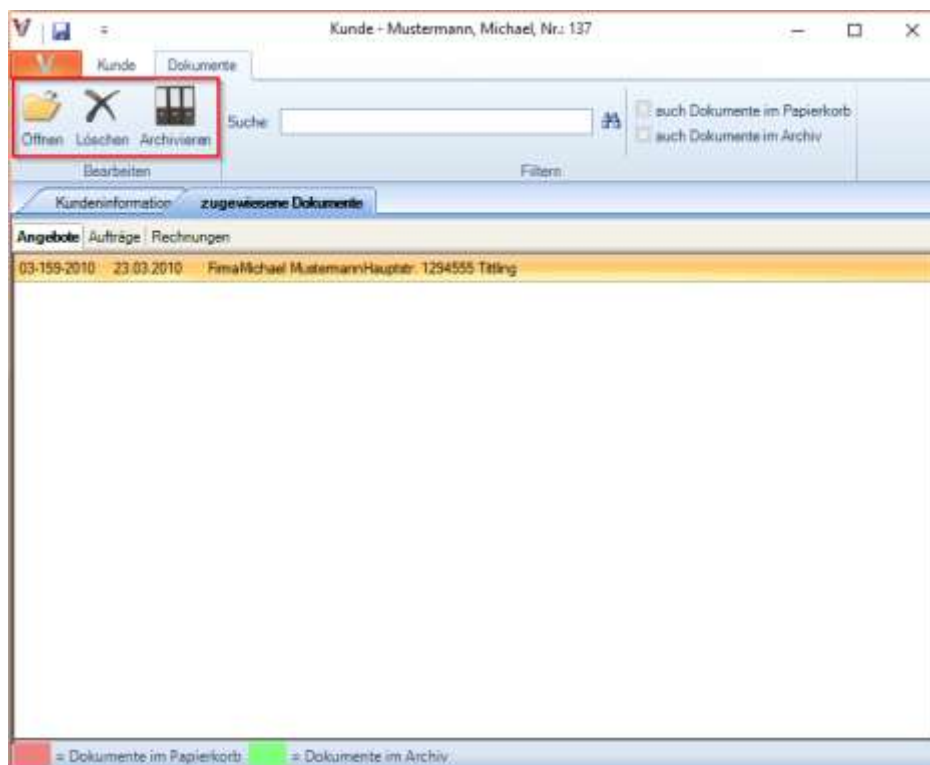 Kunde - Mustermann, Michael, Nr.: 137
Kunde Dokumente
Öffnen Löschen Archivieren
Suche
auch Dokumente im Papierkorb
auch Dokumente im Archiv
Bearbeiten Filtern
Kundeninformation zugewiesene Dokumente
Angebote Aufträge Rechnungen
03-159-2010 23.03.2010 FirmaMichael MustermannHauptstr. 1294555 Tittling
= Dokumente im Papierkorb = Dokumente im Archiv